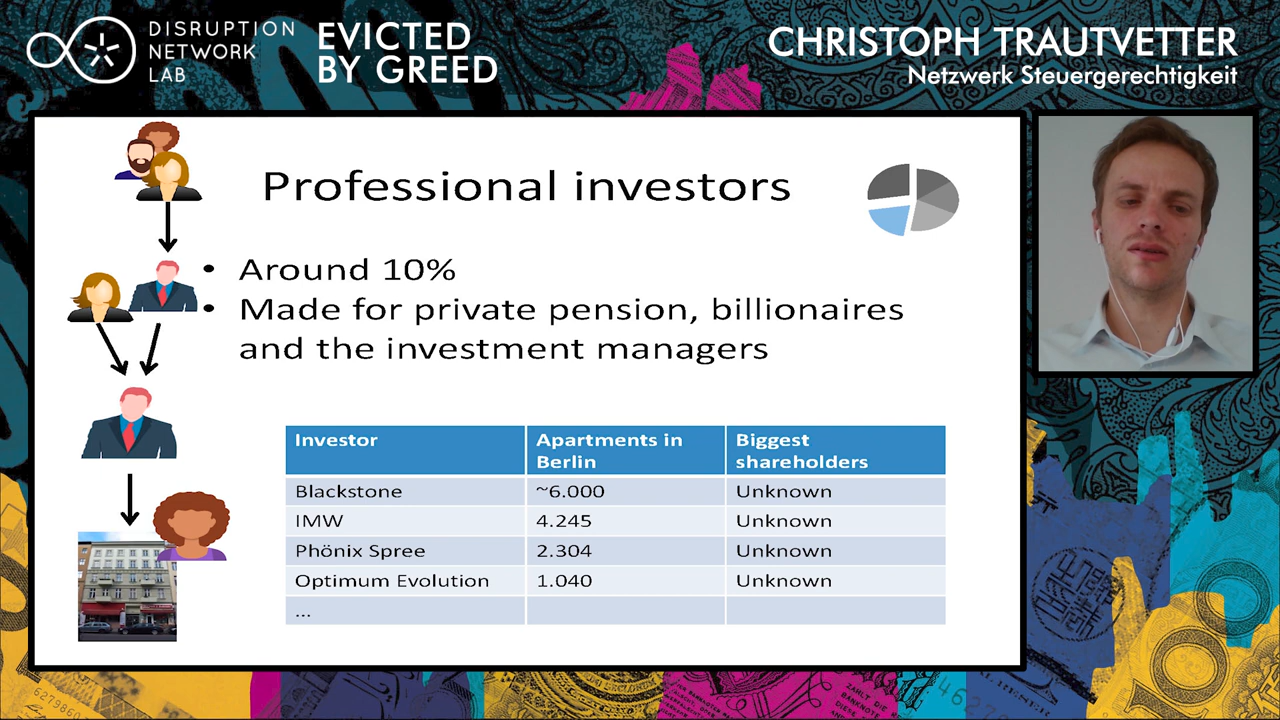 DISRUPTION
NETWORK
LAB
EVICTED
BY GREED
CHRISTOPH TRAUTVETTER
Netzwerk Steuergerechtigkeit
Professional investors
• Around 10%
• Made for private pension, billionaires
and the investment managers
Investor Apartments in Berlin Biggest shareholders
Blackstone ~6.000 Unknown
IMW 4.245 Unknown
Phönix Spree 2.304 Unknown
Optimum Evolution 1.040 Unknown
...